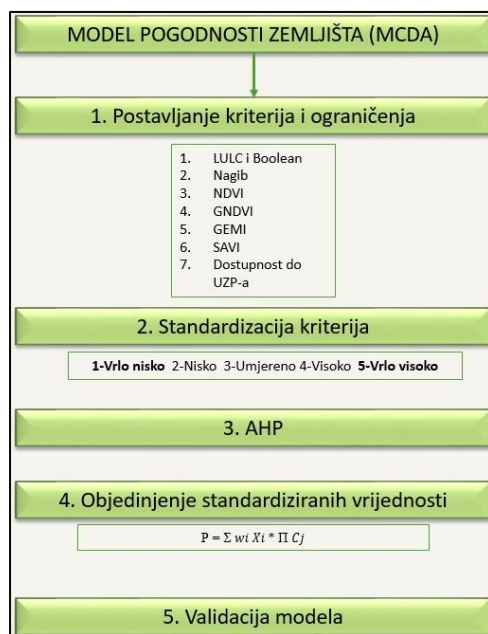 MODEL POGODNOSTI ZEMLJIŠTA (MCDA)
1. Postavljanje kriterija i ograničenja
1. LULC i Boolean
2. Nagib
3. NDVI
4. GNDVI
5. GEMI
6. SAVI
7. Dostupnost do
UZP-a
2. Standardizacija kriterija
1-Vrlo nisko 2-Nisko 3-Umjereno 4-Visoko 5-Vrlo visoko
3. AHP
4. Objedinjenje standardiziranih vrijednosti
P = Σ wi Xi * Π Cj
5. Validacija modela